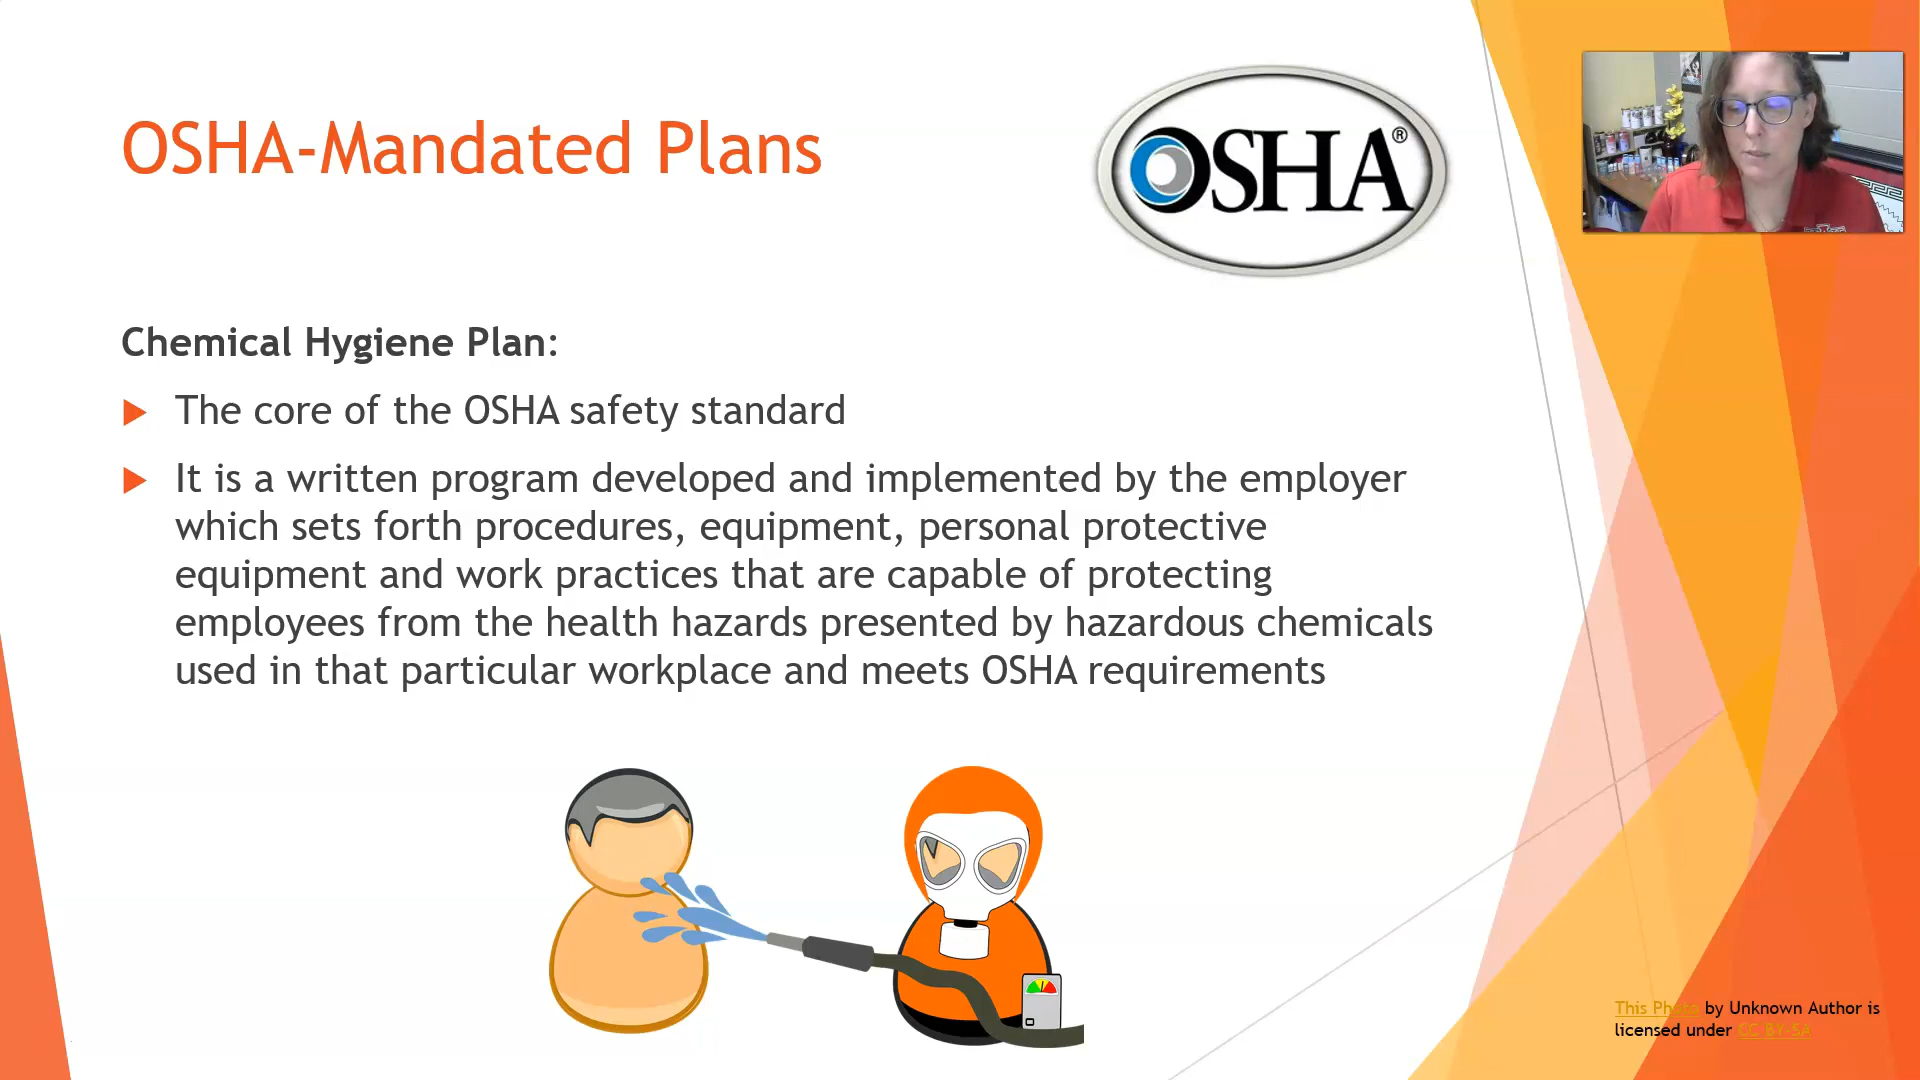 OSHA-Mandated Plans
OSHA®
Chemical Hygiene Plan:
The core of the OSHA safety standard
It is a written program developed and implemented by the employer
which sets forth procedures, equipment, personal protective
equipment and work practices that are capable of protecting
employees from the health hazards presented by hazardous chemicals
used in that particular workplace and meets OSHA requirements
This Photo by Unknown Author is
licensed under CC BY-SA